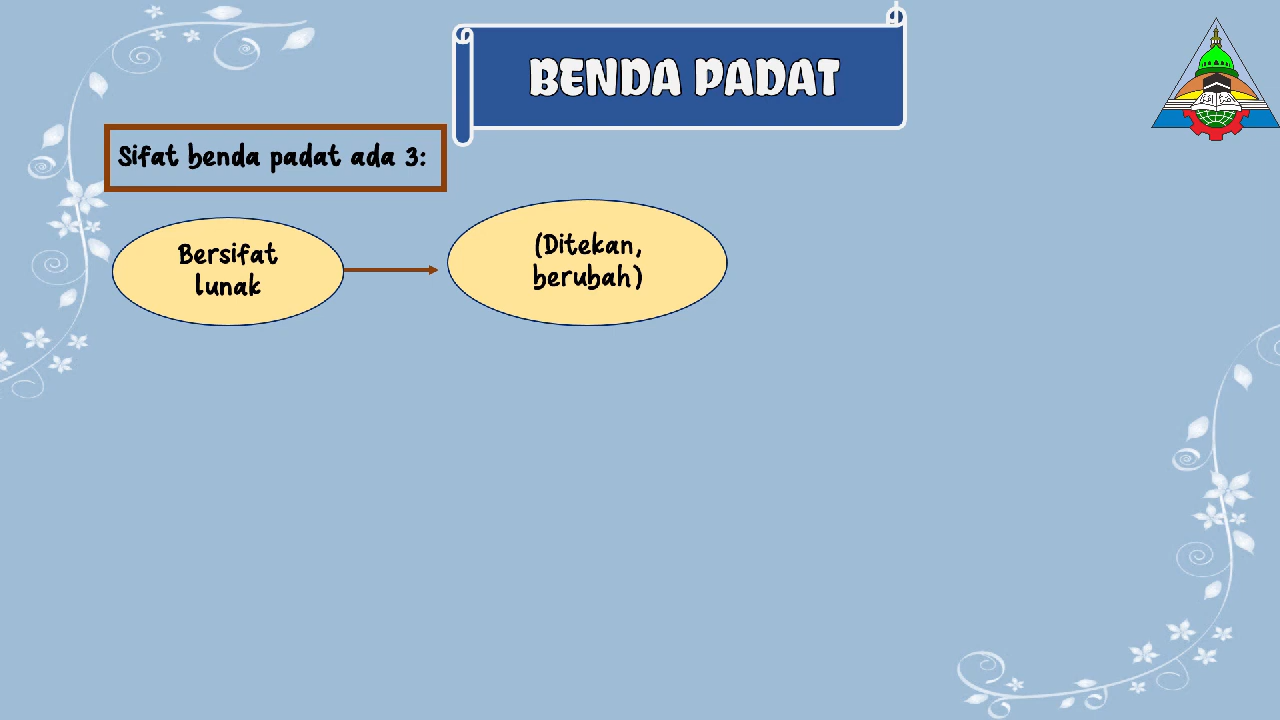 BENDA PADAT
Sifat benda padat ada 3:
Bersifat
lunak
(Ditekan,
berubah)